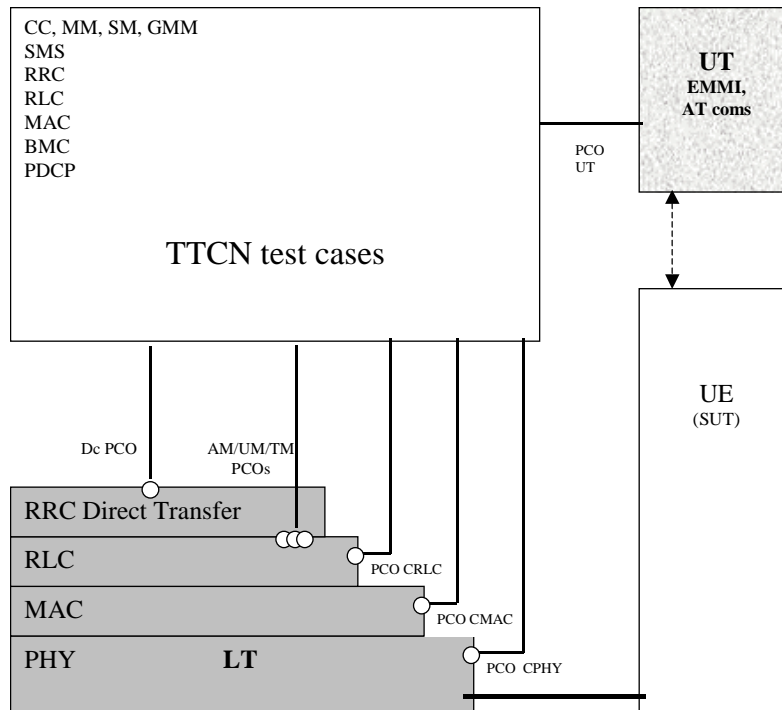 CC, MM, SM, GMM
SMS
RRC
RLC
MAC
BMC
PDCP
TTCN test cases
UT
EMMI,
AT coms
PCO
UT
UE
(SUT)
Dc PCO
AM/UM/TM
PCOs
RRC Direct Transfer
RLC
PCO CRLC
MAC
PCO CMAC
PHY LT
PCO CPHY